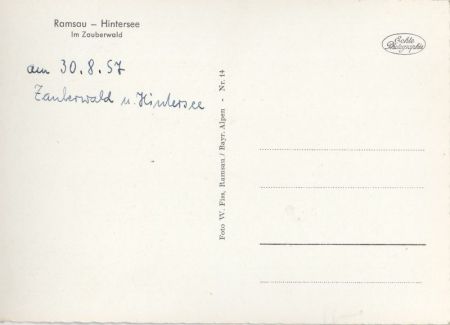 Ramsau – Hintersee
Im Zauberwald
Echte
Photographie
am 30.8.57
Zauberwald u. Hintersee
Foto W. Fiss, Ramsau / Bayr. Alpen - Nr. 14